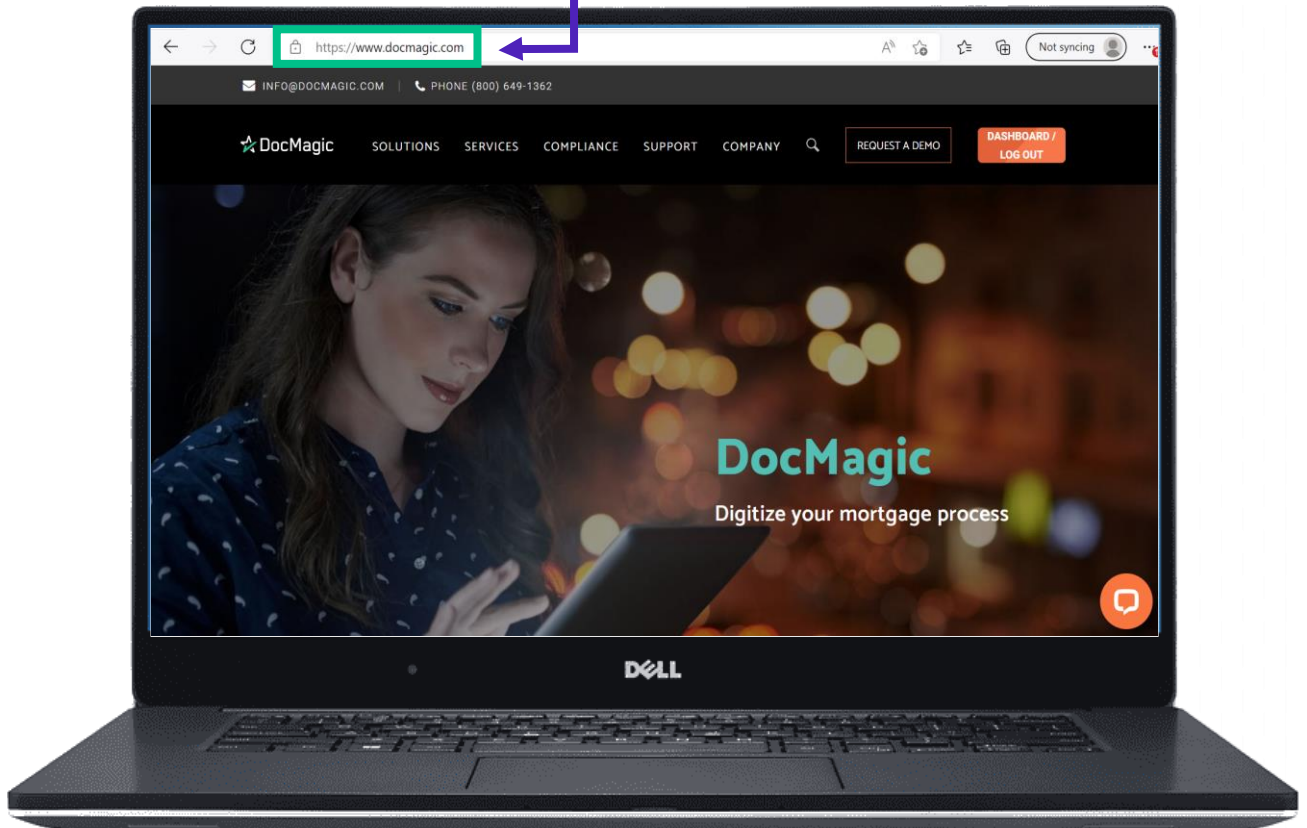 https://www.docmagic.com
Not syncing
INFO@DOCMAGIC.COM | PHONE (800) 649-1362
DocMagic
SOLUTIONS SERVICES COMPLIANCE SUPPORT COMPANY
REQUEST A DEMO
DASHBOARD /
LOG OUT
DocMagic
Digitize your mortgage process
DELL